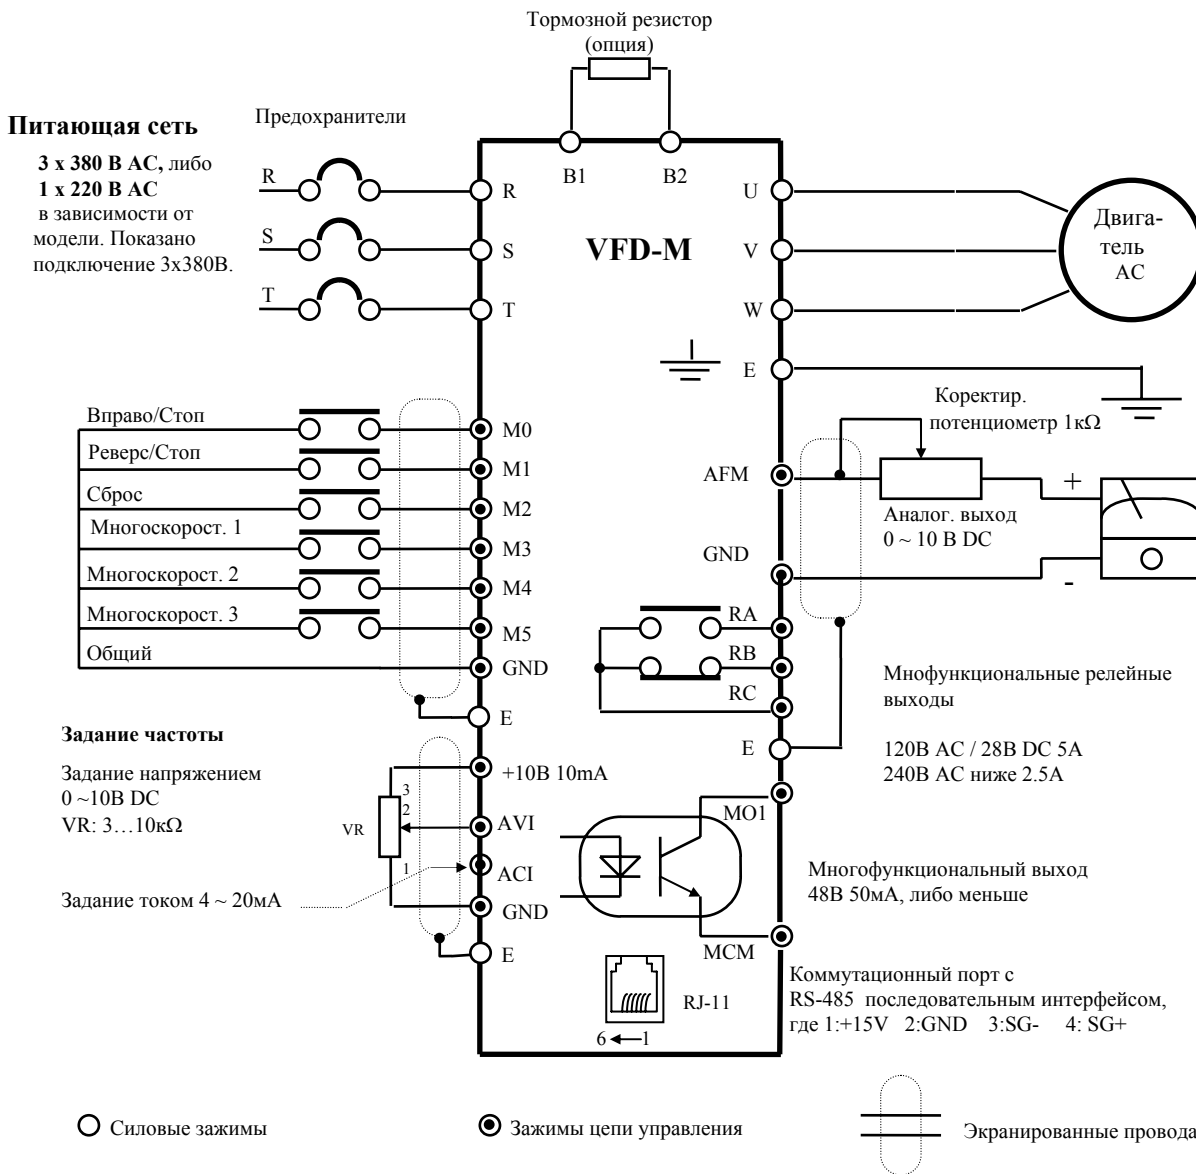 Тормозной резистор
(опция)
Питающая сеть
Предохранители
3 x 380 В АС, либо
1 x 220 В АС
в зависимости от
модели. Показано
подключение 3x380В.
R
S
T
B1
B2
R
S
T
VFD-M
U
V
W
E
Двига-
тель
АС
Вправо/Стоп
Реверс/Стоп
Сброс
Многоскорост. 1
Многоскорост. 2
Многоскорост. 3
Общий
M0
M1
M2
M3
M4
M5
GND
E
Коректир.
потенциометр 1кΩ
AFM
+
Аналог. выход
0 ~ 10 В DC
GND
-
RA
RB
RC
E
Мнофункциональные релейные
выходы
120В АС / 28В DC 5А
240В АС ниже 2.5А
Задание частоты
Задание напряжением
0 ~10В DC
VR: 3…10кΩ
VR
3
2
1
Задание током 4 ~ 20мА
+10В 10mA
AVI
ACI
GND
E
MO1
MCM
Многофункциональный выход
48В 50мА, либо меньше
RJ-11
6
1
Коммутационный порт с
RS-485 последовательным интерфейсом,
где 1:+15V 2:GND 3:SG- 4: SG+
Силовые зажимы
Зажимы цепи управления
Экранированные провода